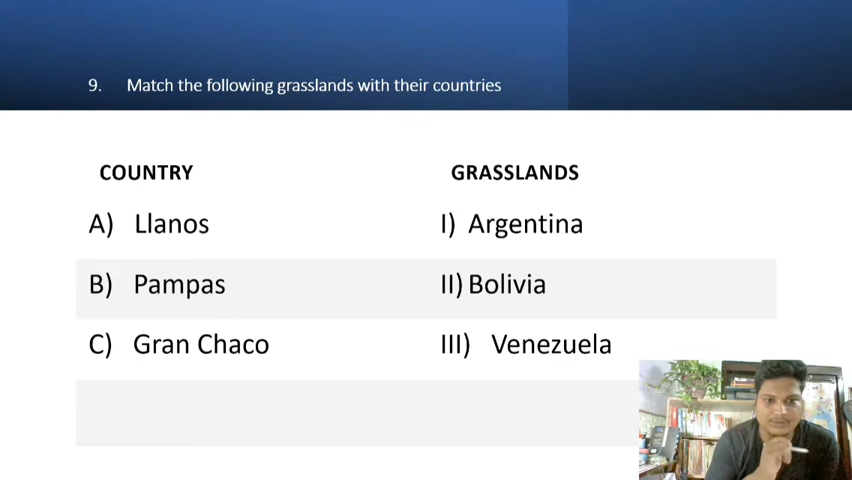 9. Match the following grasslands with their countries
COUNTRY GRASSLANDS
A) Llanos I) Argentina
B) Pampas II) Bolivia
C) Gran Chaco III) Venezuela